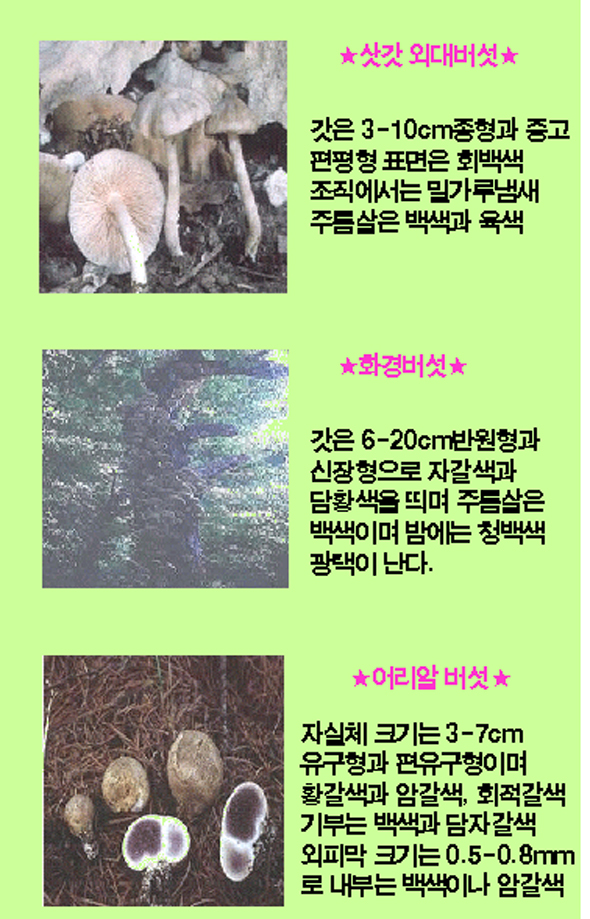 ★삿갓 외대버섯★
갓은 3-10cm종형과 중고
편평형 표면은 회백색
조직에서는 밀가루냄새
주름살은 백색과 육색
★화경버섯★
갓은 6-20cm반원형과
신장형으로 자갈색과
담황색을 띄며 주름살은
백색이며 밤에는 청백색
광택이 난다.
★어리알 버섯★
자실체 크기는 3-7cm
유구형과 편유구형이며
황갈색과 암갈색, 회적갈색
기부는 백색과 담자갈색
외피막 크기는 0.5-0.8mm
로 내부는 백색이나 암갈색